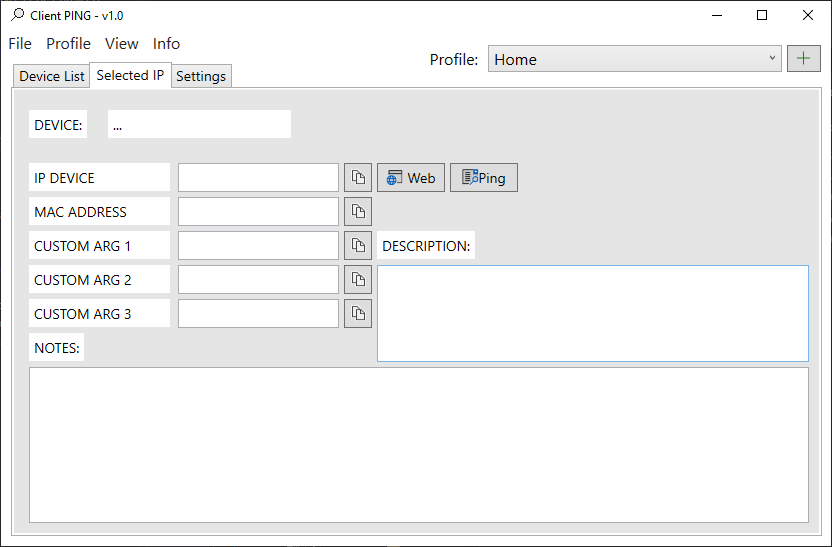 Client PING - v1.0
File Profile View Info
Profile: Home
Device List Selected IP Settings
DEVICE: ...
IP DEVICE Web Ping
MAC ADDRESS
CUSTOM ARG 1 DESCRIPTION:
CUSTOM ARG 2
CUSTOM ARG 3
NOTES: